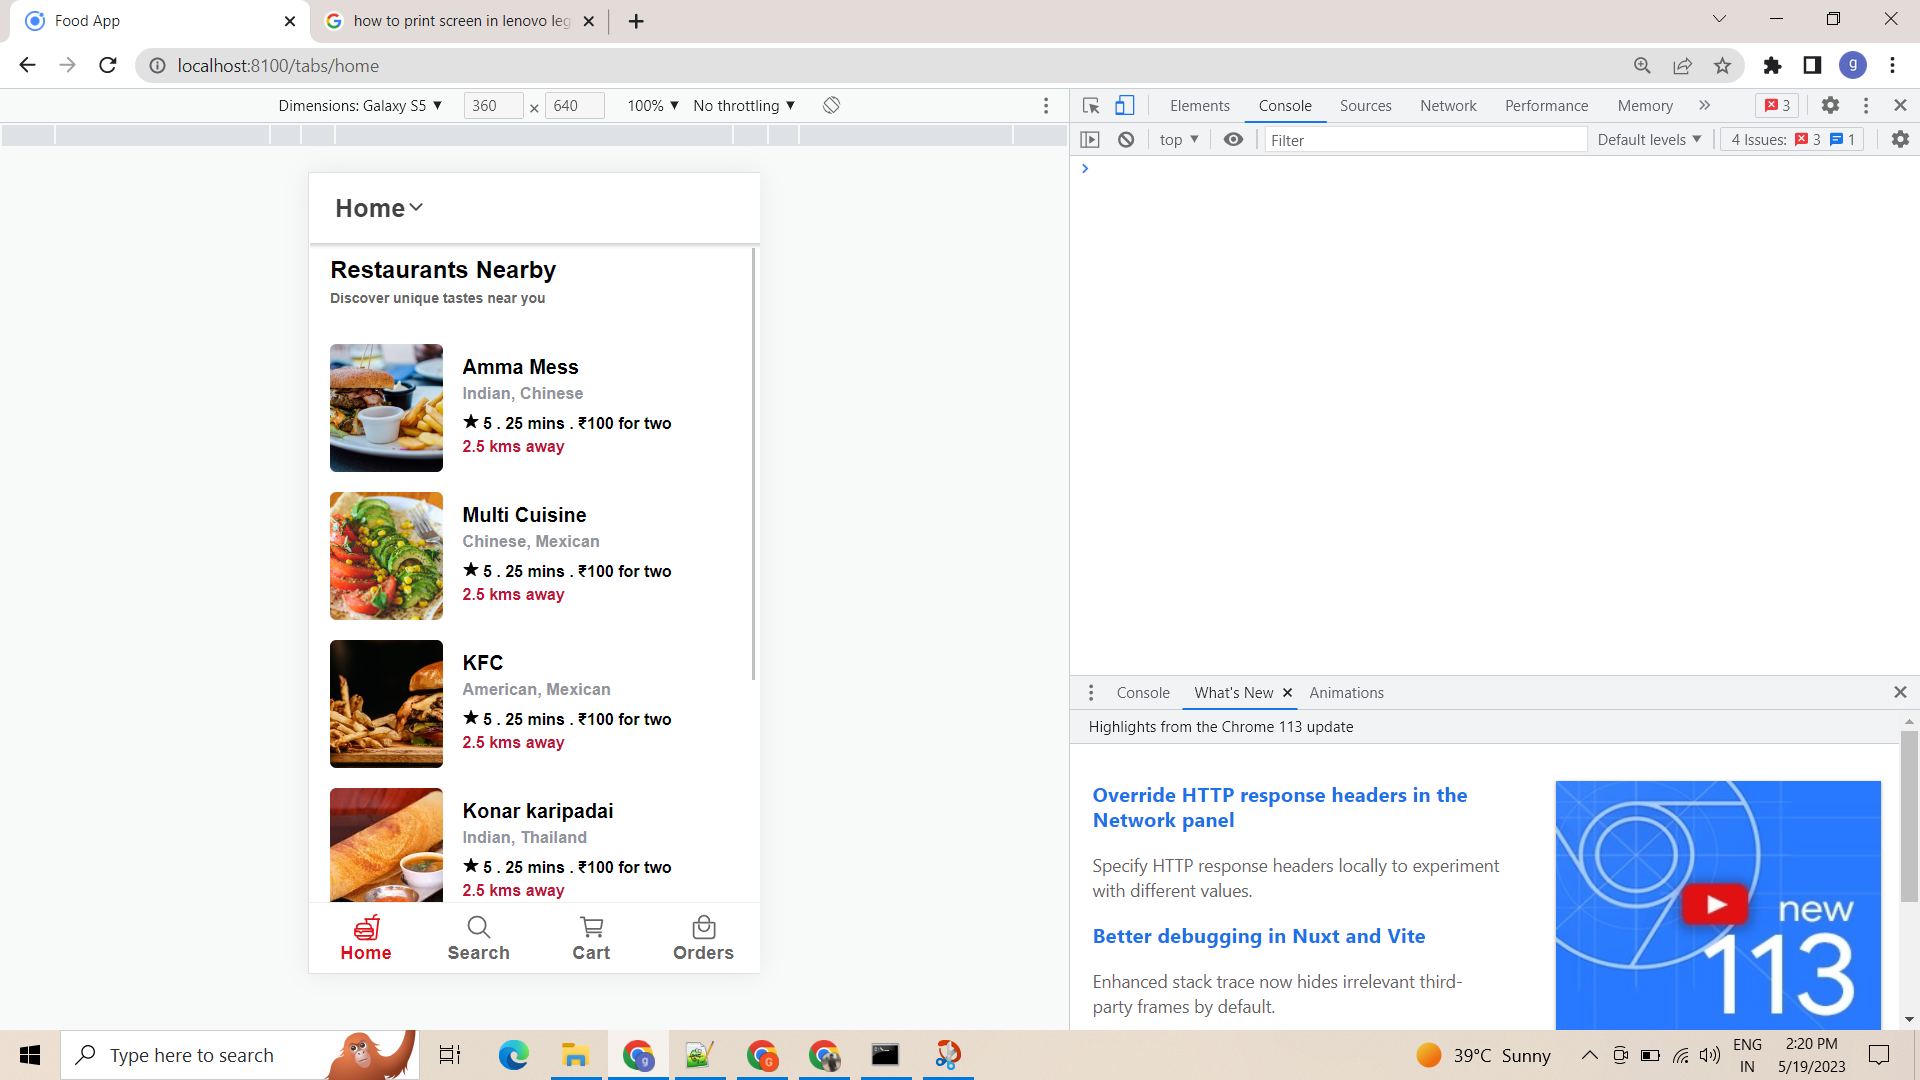 Food App
how to print screen in lenovo leg
localhost:8100/tabs/home
g
Dimensions: Galaxy S5 ▼ 360 × 640 100% ▼ No throttling ▼
Elements Console Sources Network Performance Memory » 3
top ▼ Filter Default levels ▼ 4 Issues: 3 1
Home
Restaurants Nearby
Discover unique tastes near you
Amma Mess
Indian, Chinese
★ 5 . 25 mins . ₹100 for two
2.5 kms away
Multi Cuisine
Chinese, Mexican
★ 5 . 25 mins . ₹100 for two
2.5 kms away
KFC
American, Mexican
★ 5 . 25 mins . ₹100 for two
2.5 kms away
Konar karipadai
Indian, Thailand
★ 5 . 25 mins . ₹100 for two
2.5 kms away
Home Search Cart Orders
Console What's New Animations
Highlights from the Chrome 113 update
Override HTTP response headers in the
Network panel
Specify HTTP response headers locally to experiment
with different values.
Better debugging in Nuxt and Vite
Enhanced stack trace now hides irrelevant third-
party frames by default.
new
113
Type here to search
g
G
39°C Sunny
ENG
IN
2:20 PM
5/19/2023